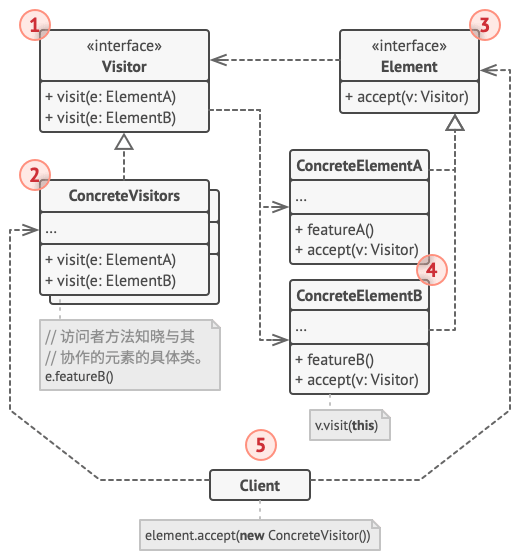 1
«interface»
Visitor
+ visit(e: ElementA)
+ visit(e: ElementB)
3
«interface»
Element
+ accept(v: Visitor)
2
ConcreteVisitors
...
+ visit(e: ElementA)
+ visit(e: ElementB)
// 访问者方法知晓与其
// 协作的元素的具体类。
e.featureB()
ConcreteElementA
...
+ featureA()
+ accept(v: Visitor)
4
ConcreteElementB
...
+ featureB()
+ accept(v: Visitor)
v.visit(this)
5
Client
element.accept(new ConcreteVisitor())